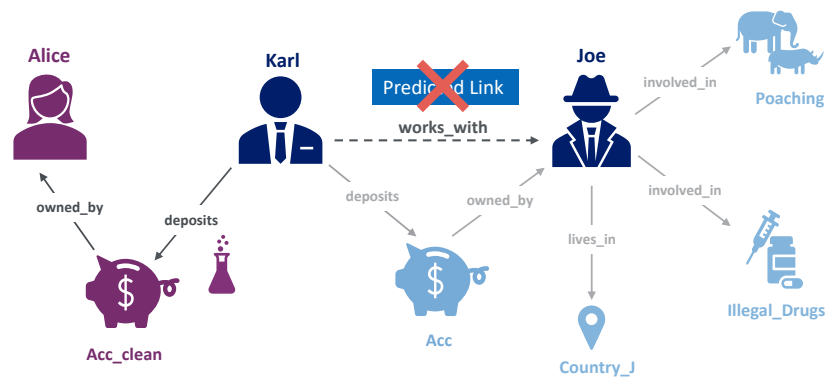 Alice
Karl
Joe
Predicted Link
works_with
involved_in
Poaching
owned_by
deposits
deposits
owned_by
involved_in
lives_in
$
$
Acc_clean
Acc
Country_J
Illegal_Drugs